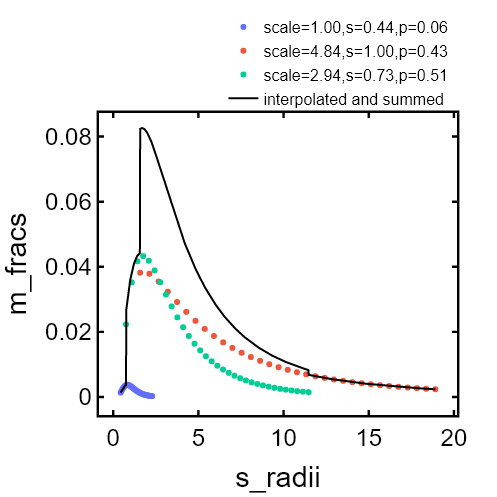 scale=1.00,s=0.44,p=0.06
scale=4.84,s=1.00,p=0.43
scale=2.94,s=0.73,p=0.51
interpolated and summed
0.08
0.06
0.04
0.02
0
m_fracs
0 5 10 15 20
s_radii